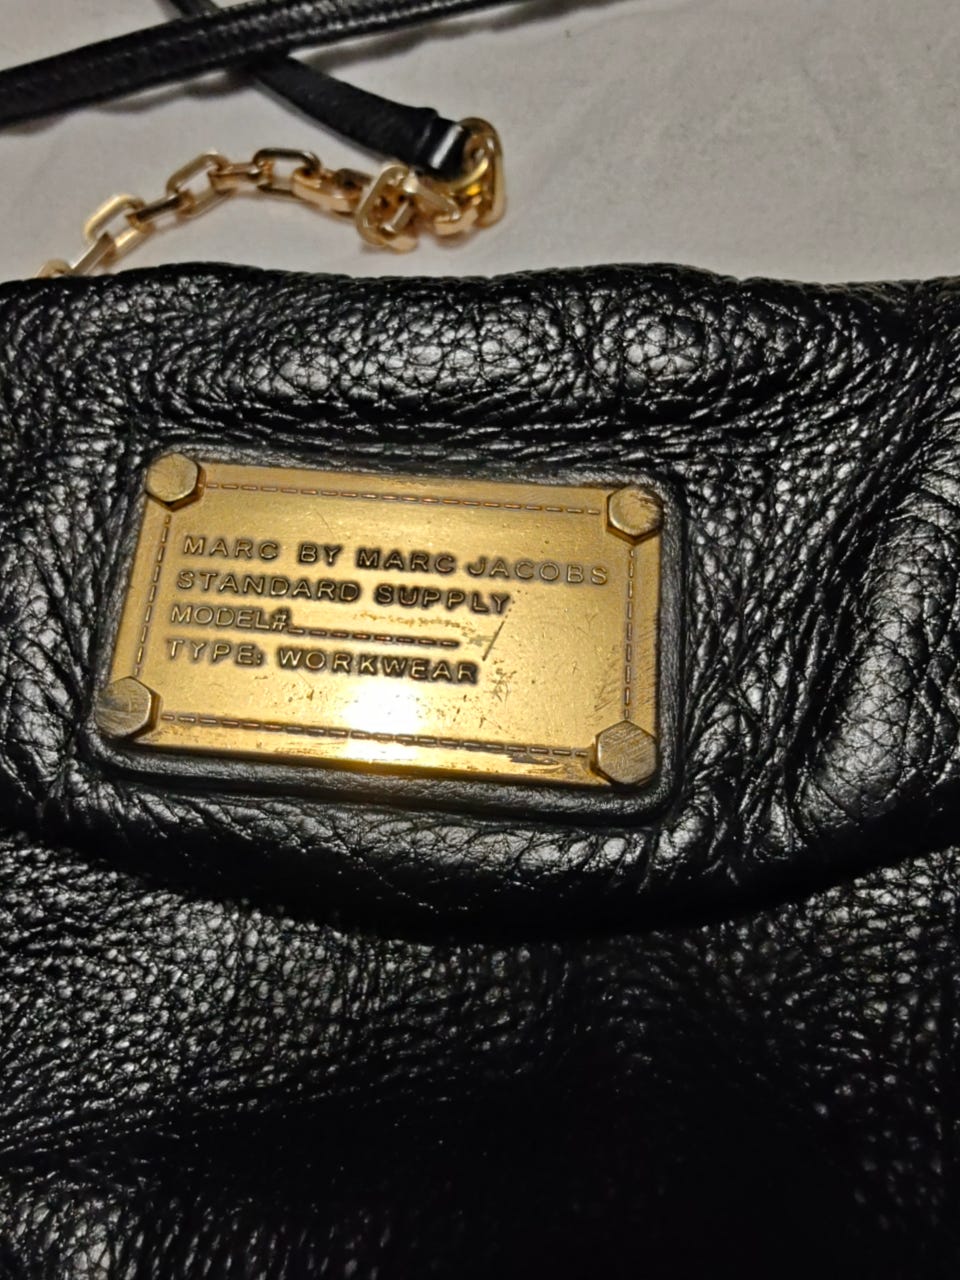 MARC BY MARC JACOBS
STANDARD SUPPLY
MODEL#_________
TYPE: WORKWEAR